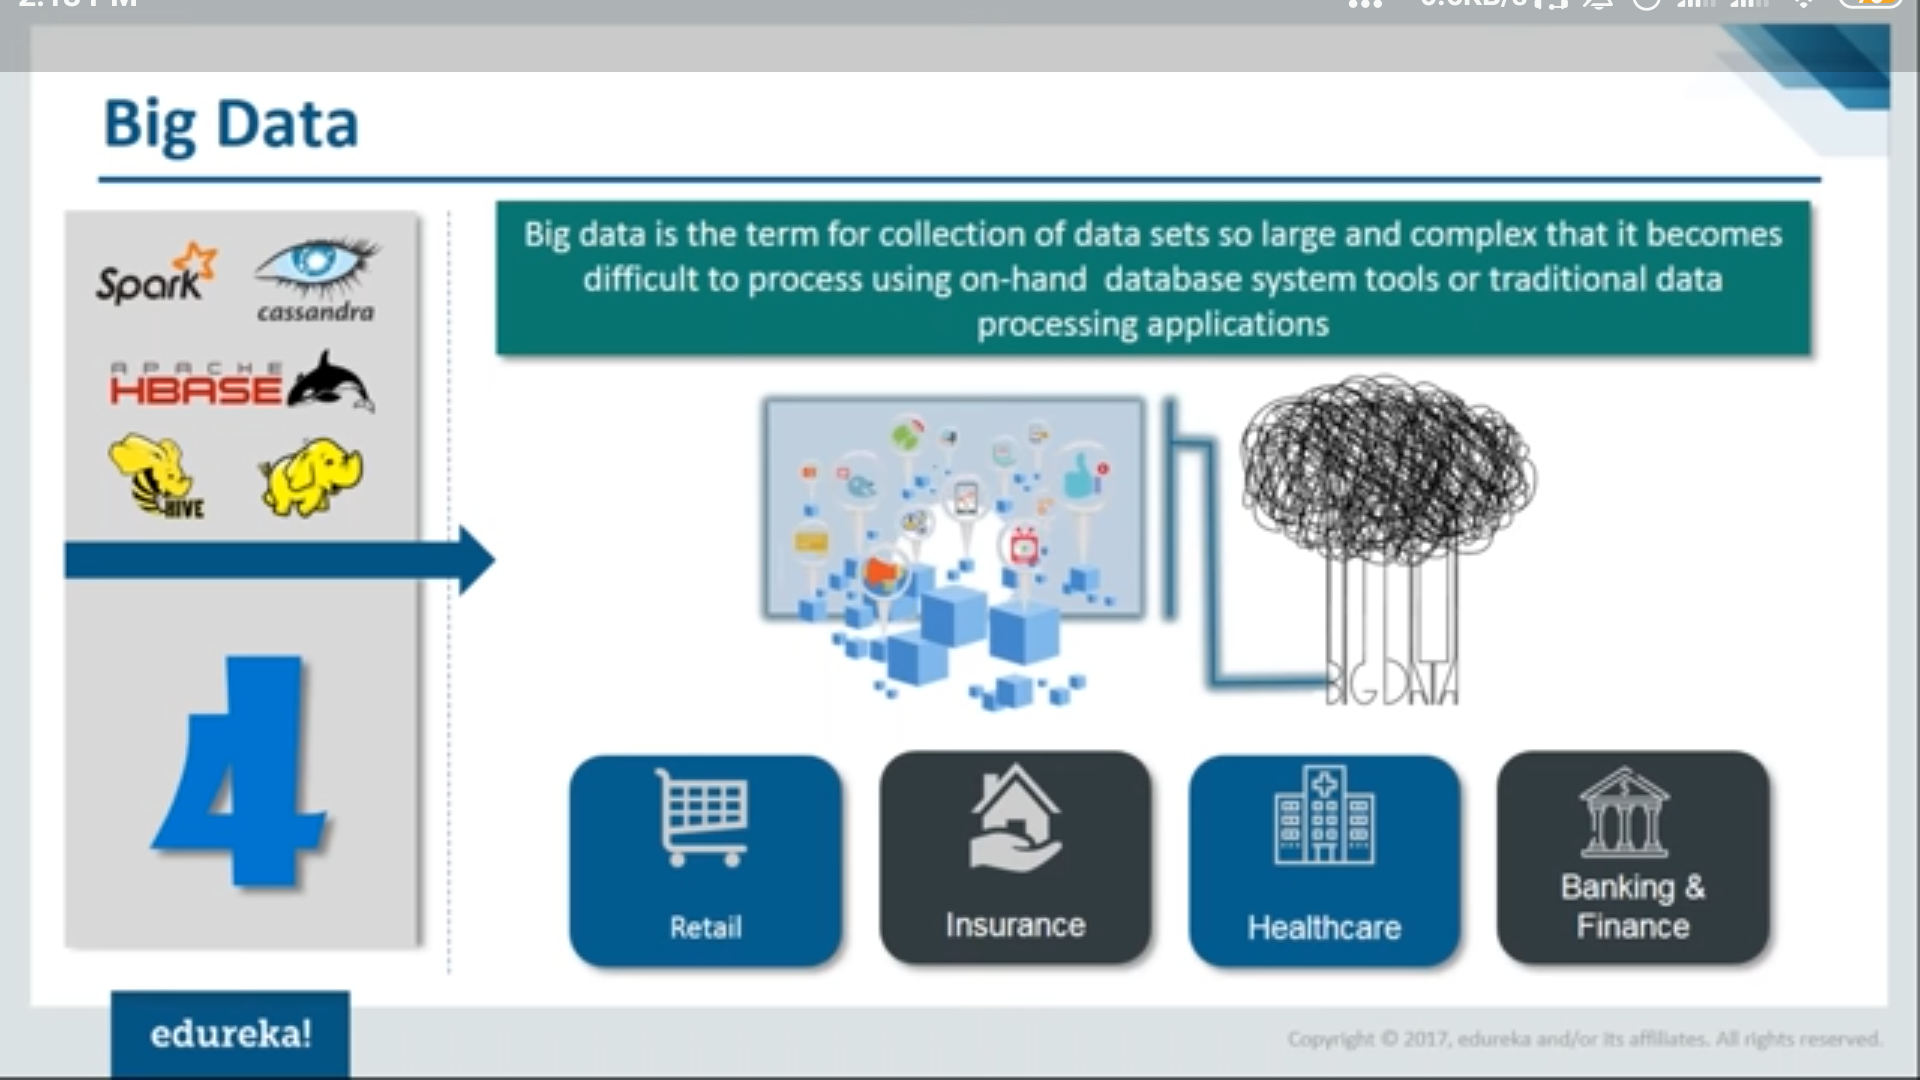 Big Data
Spark
cassandra
APACHE
HBASE
HIVE
4
Big data is the term for collection of data sets so large and complex that it becomes
difficult to process using on-hand database system tools or traditional data
processing applications
BIG DATA
Retail
Insurance
Healthcare
Banking &
Finance
edureka!
Copyright © 2017, edureka and/or its affiliates. All rights reserved.